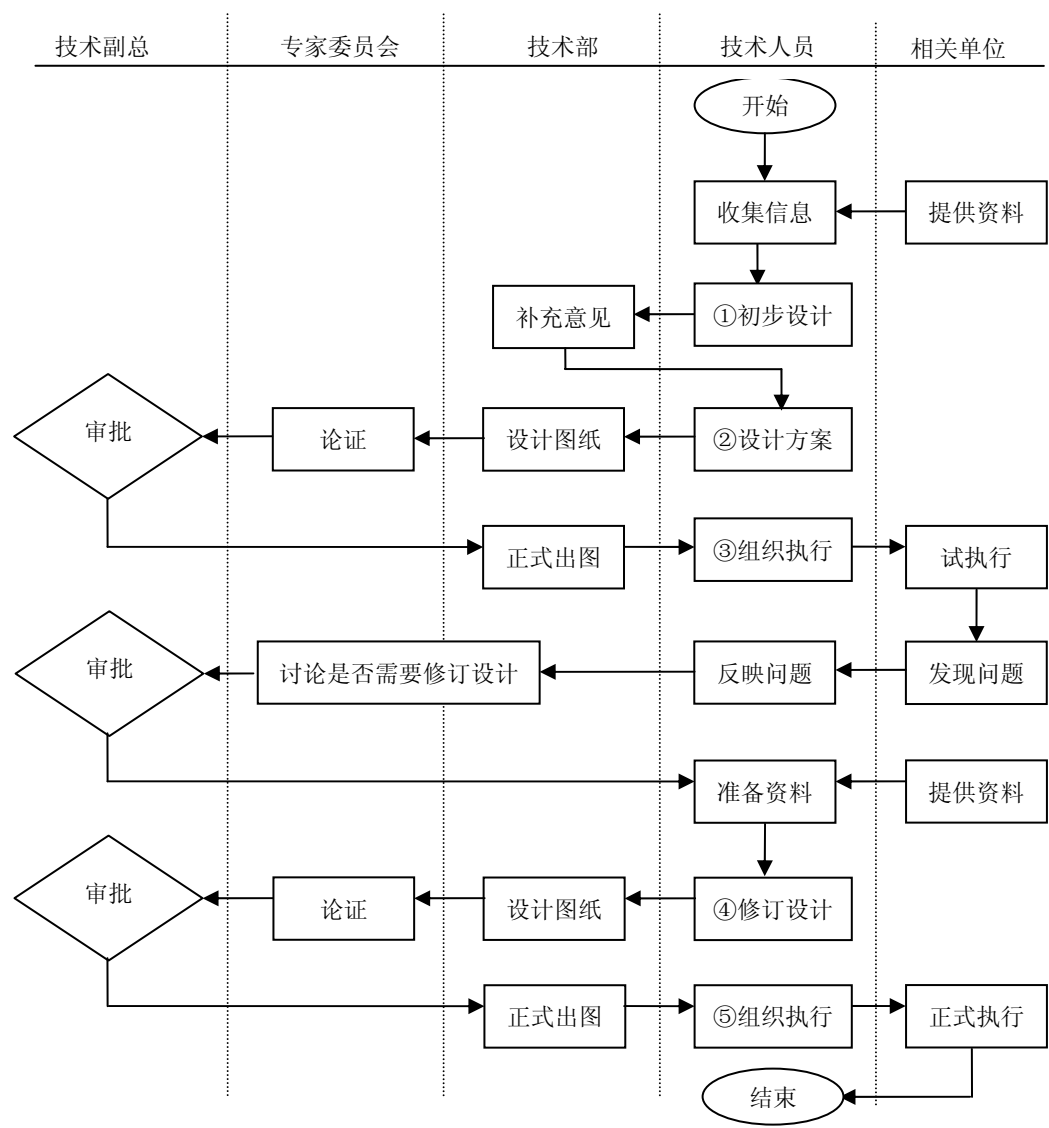 技术副总 专家委员会 技术部 技术人员 相关单位
开始
收集信息 提供资料
补充意见 ①初步设计
审批 论证 设计图纸 ②设计方案
正式出图 ③组织执行 试执行
审批 讨论是否需要修订设计 反映问题 发现问题
准备资料 提供资料
审批 论证 设计图纸 ④修订设计
正式出图 ⑤组织执行 正式执行
结束